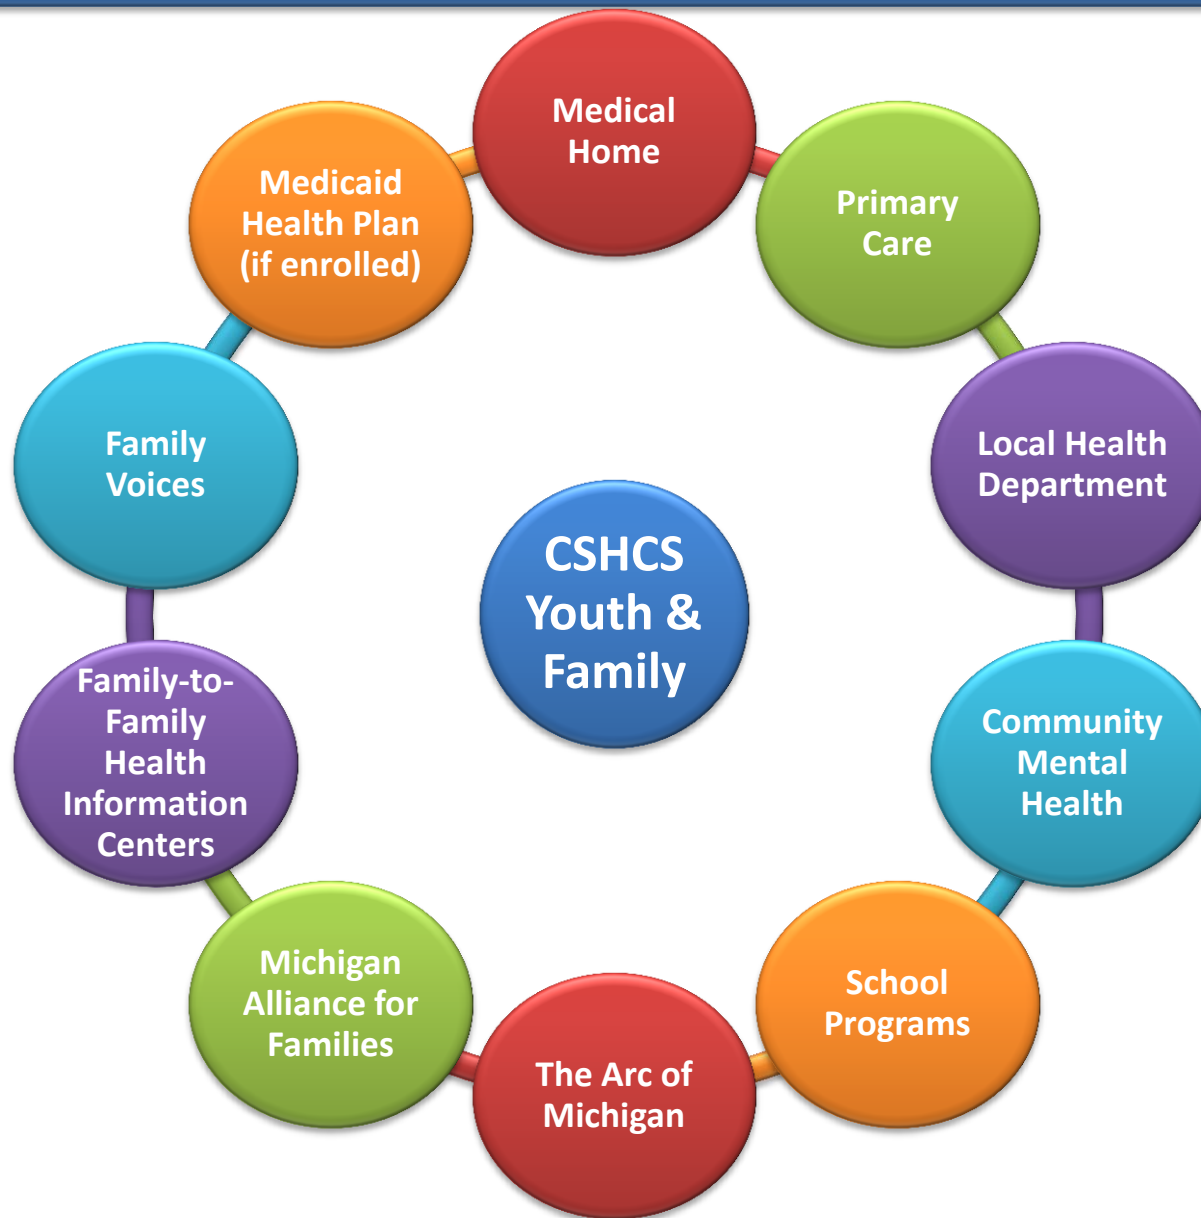 Medical
Home
Primary
Care
Local Health
Department
Community
Mental
Health
School
Programs
The Arc of
Michigan
Michigan
Alliance for
Families
Family-to-
Family
Health
Information
Centers
Family
Voices
Medicaid
Health Plan
(if enrolled)
CSHCS
Youth &
Family